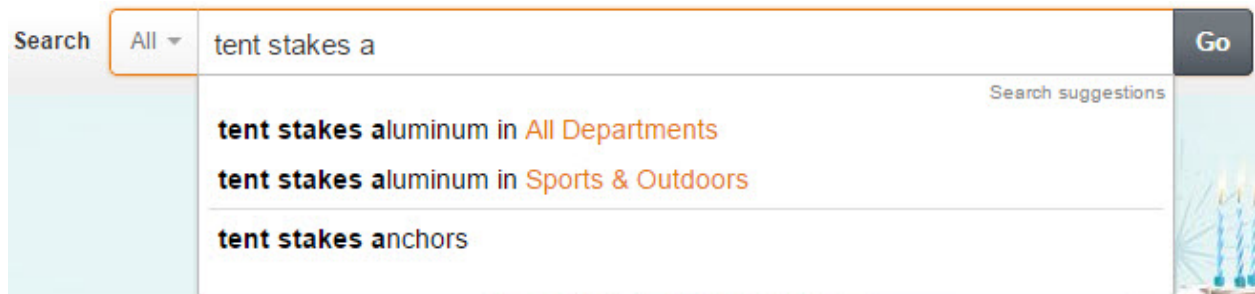 Search All tent stakes a Go
Search suggestions
tent stakes aluminum in All Departments
tent stakes aluminum in Sports & Outdoors
tent stakes anchors